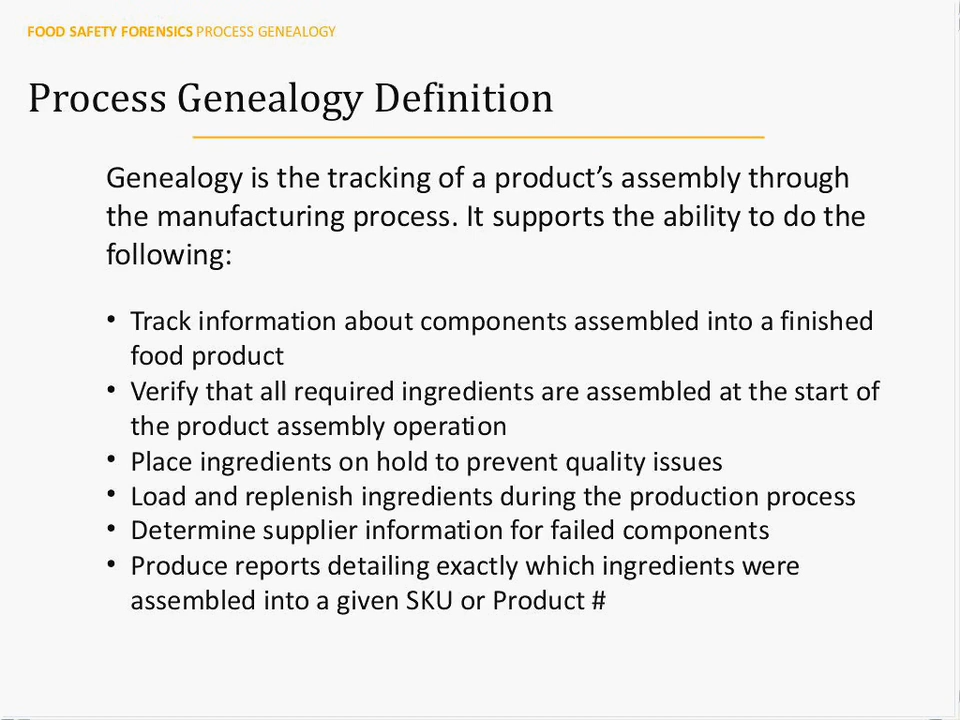 FOOD SAFETY FORENSICS PROCESS GENEALOGY
Process Genealogy Definition
Genealogy is the tracking of a product’s assembly through
the manufacturing process. It supports the ability to do the
following:
• Track information about components assembled into a finished
food product
• Verify that all required ingredients are assembled at the start of
the product assembly operation
• Place ingredients on hold to prevent quality issues
• Load and replenish ingredients during the production process
• Determine supplier information for failed components
• Produce reports detailing exactly which ingredients were
assembled into a given SKU or Product #